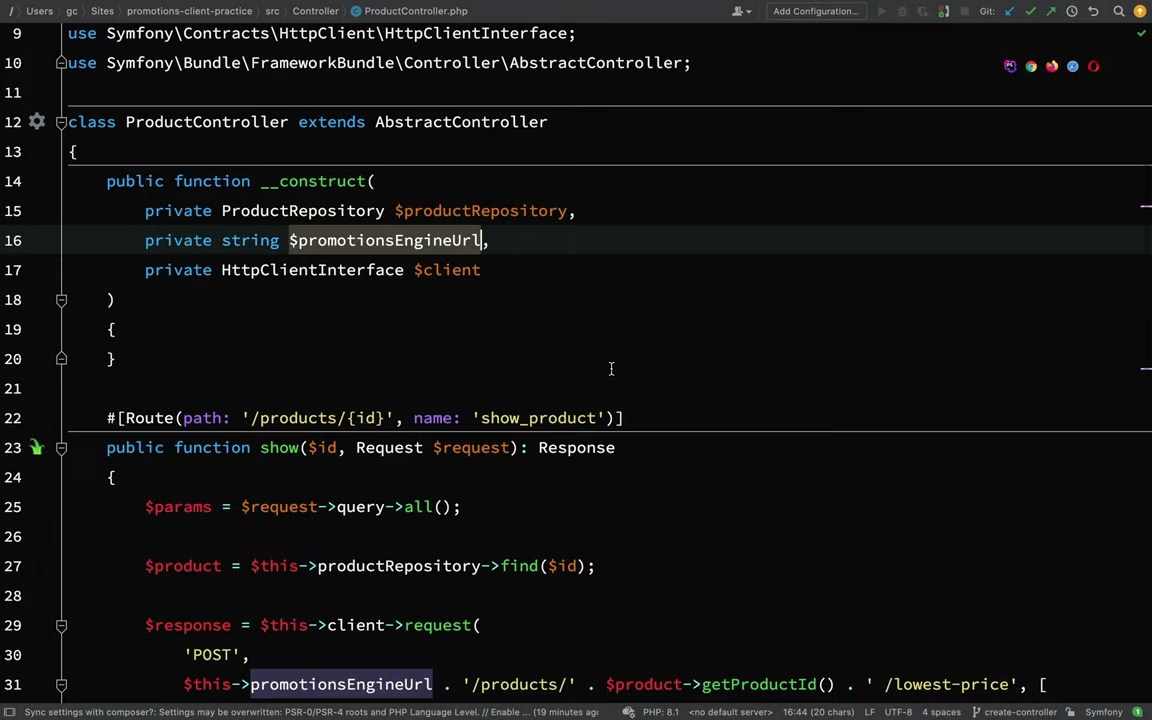 / Users gc Sites promotions-client-practice src Controller ProductController.php Add Configuration... Git:
9 use Symfony\Contracts\HttpClient\HttpClientInterface;
10 use Symfony\Bundle\FrameworkBundle\Controller\AbstractController;
11
12 class ProductController extends AbstractController
13 {
14 public function __construct(
15 private ProductRepository $productRepository,
16 private string $promotionsEngineUrl,
17 private HttpClientInterface $client
18 )
19 {
20 }
21
22 #[Route(path: '/products/{id}', name: 'show_product')]
23 public function show($id, Request $request): Response
24 {
25 $params = $request->query->all();
26
27 $product = $this->productRepository->find($id);
28
29 $response = $this->client->request(
30 'POST',
31 $this->promotionsEngineUrl . '/products/' . $product->getProductId() . ' /lowest-price', [
Sync settings with composer?: Settings may be overwritten: PSR-0/PSR-4 roots and PHP Language Level. // Enable ... (19 minutes ago PHP: 8.1 <no default server> 16:44 (20 chars) LF UTF-8 4 spaces create-controller Symfony 1